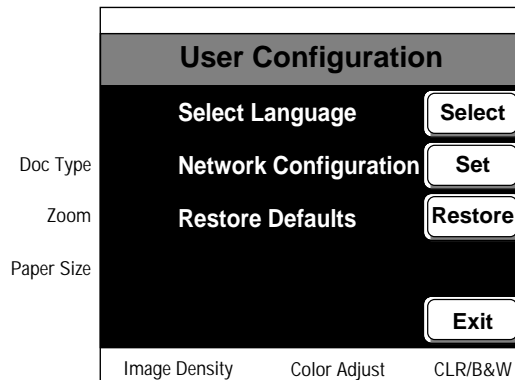 User Configuration
Select Language Select
Doc Type Network Configuration Set
Zoom Restore Defaults Restore
Paper Size
Exit
Image Density Color Adjust CLR/B&W